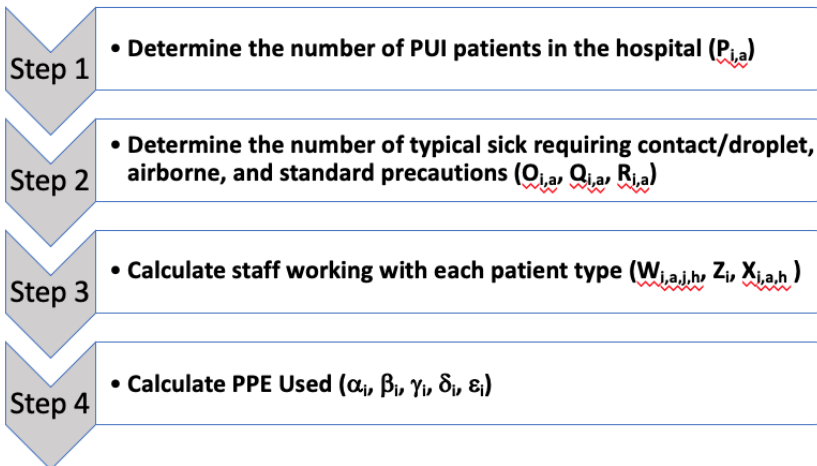 Step 1
• Determine the number of PUI patients in the hospital (Pi,a)
Step 2
• Determine the number of typical sick requiring contact/droplet,
airborne, and standard precautions (Oi,a, Qi,a, Ri,a)
Step 3
• Calculate staff working with each patient type (Wi,a,j,h, Zi, Xi,a,h )
Step 4
• Calculate PPE Used (αi, βi, γi, δi, εi)